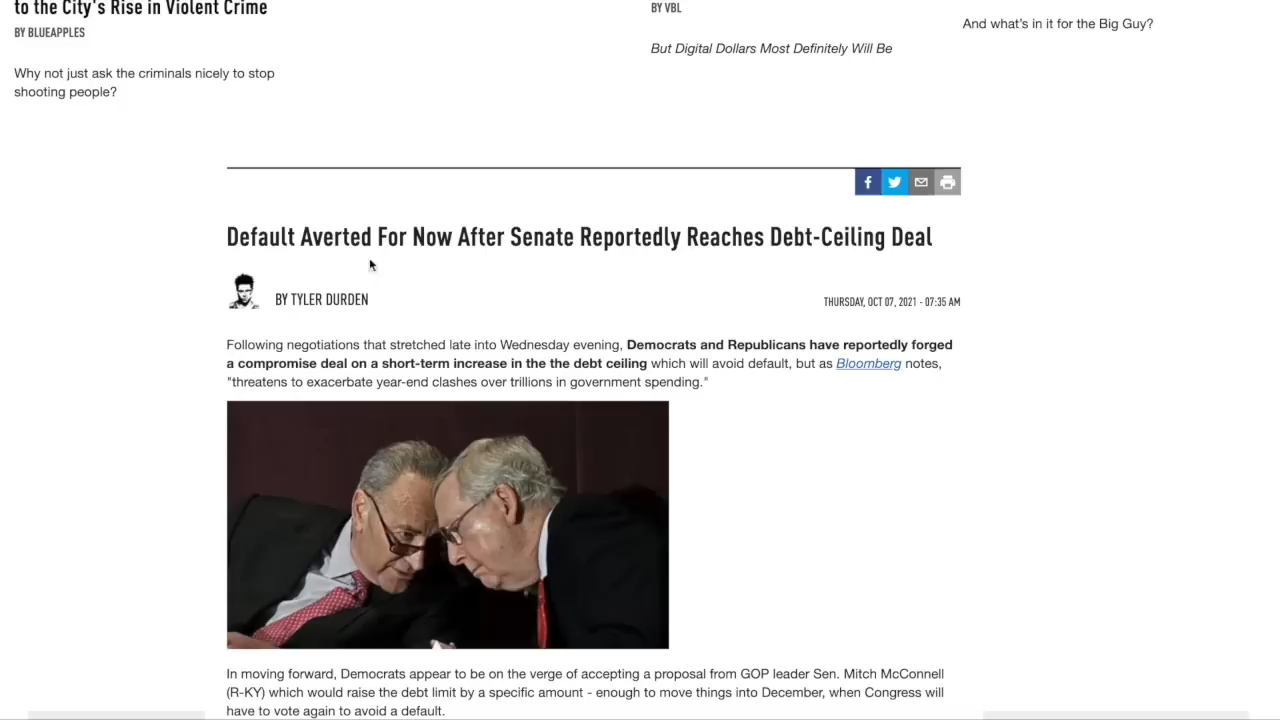 to the City's Rise in Violent Crime
BY BLUEAPPLES
Why not just ask the criminals nicely to stop
shooting people?
BY VBL
But Digital Dollars Most Definitely Will Be
And what's in it for the Big Guy?
Default Averted For Now After Senate Reportedly Reaches Debt-Ceiling Deal
BY TYLER DURDEN
THURSDAY, OCT 07, 2021 - 07:35 AM
Following negotiations that stretched late into Wednesday evening, Democrats and Republicans have reportedly forged
a compromise deal on a short-term increase in the the debt ceiling which will avoid default, but as Bloomberg notes,
"threatens to exacerbate year-end clashes over trillions in government spending."
In moving forward, Democrats appear to be on the verge of accepting a proposal from GOP leader Sen. Mitch McConnell
(R-KY) which would raise the debt limit by a specific amount - enough to move things into December, when Congress will
have to vote again to avoid a default.